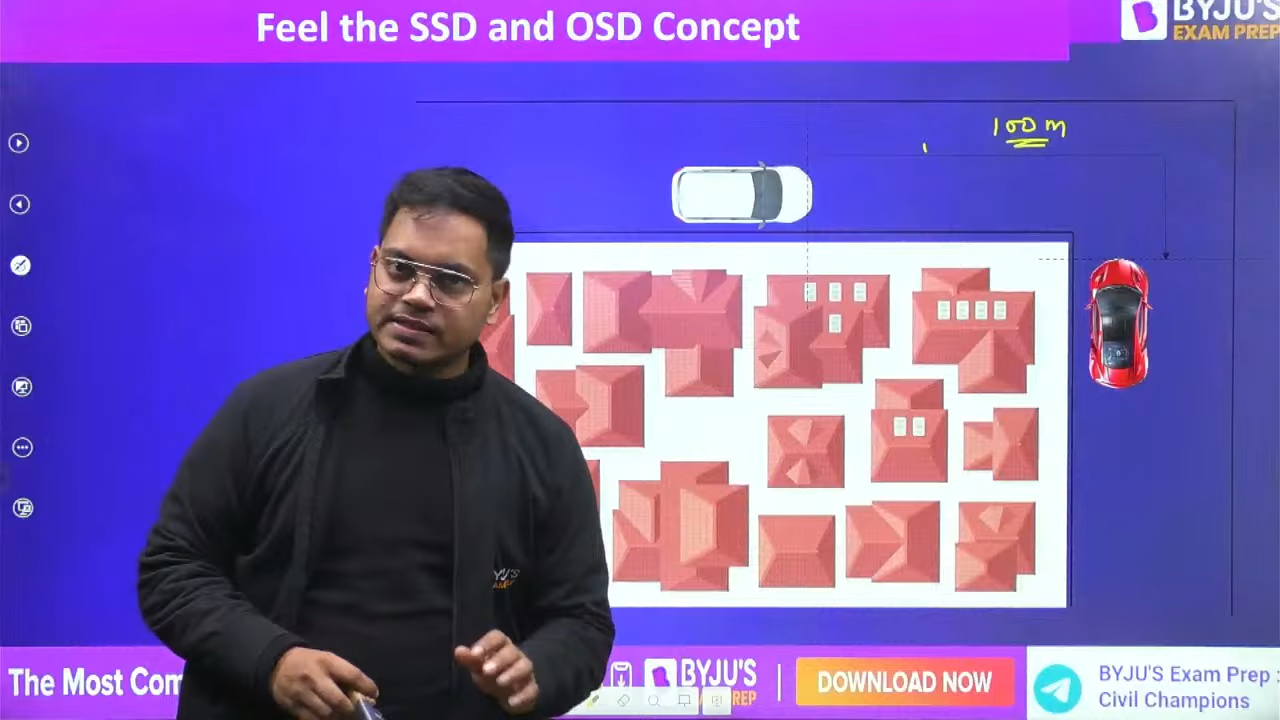 Feel the SSD and OSD Concept
BYJU'S
EXAM PREP
100 m
The Most Com
BYJU'S
DOWNLOAD NOW
BYJU'S Exam Prep :
Civil Champions